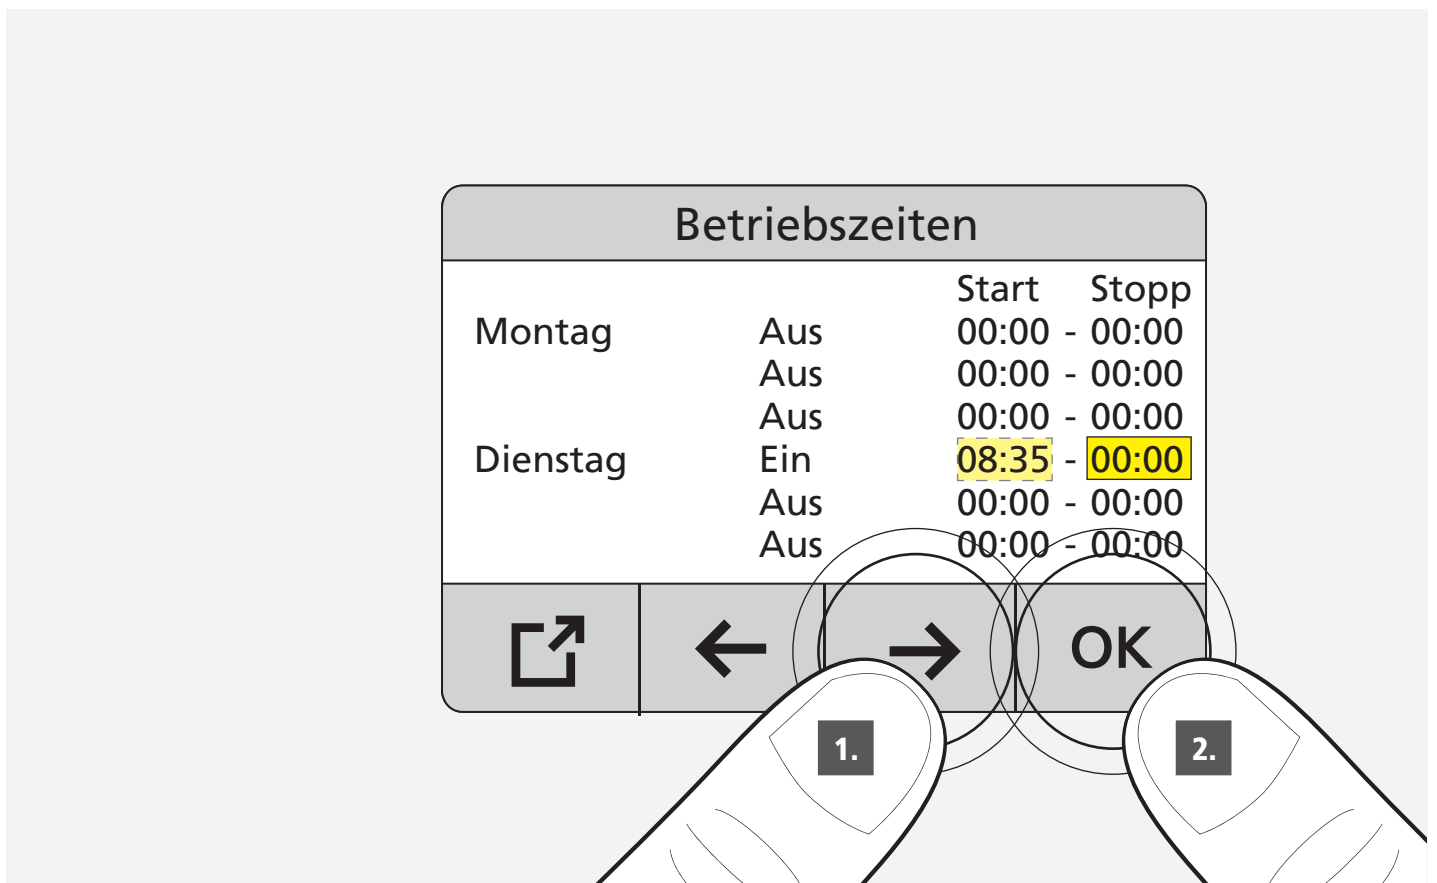 Betriebszeiten
Start Stopp
Montag Aus 00:00 - 00:00
Aus 00:00 - 00:00
Aus 00:00 - 00:00
Dienstag Ein 08:35 - 00:00
Aus 00:00 - 00:00
Aus 00:00 - 00:00
OK
1. 2.